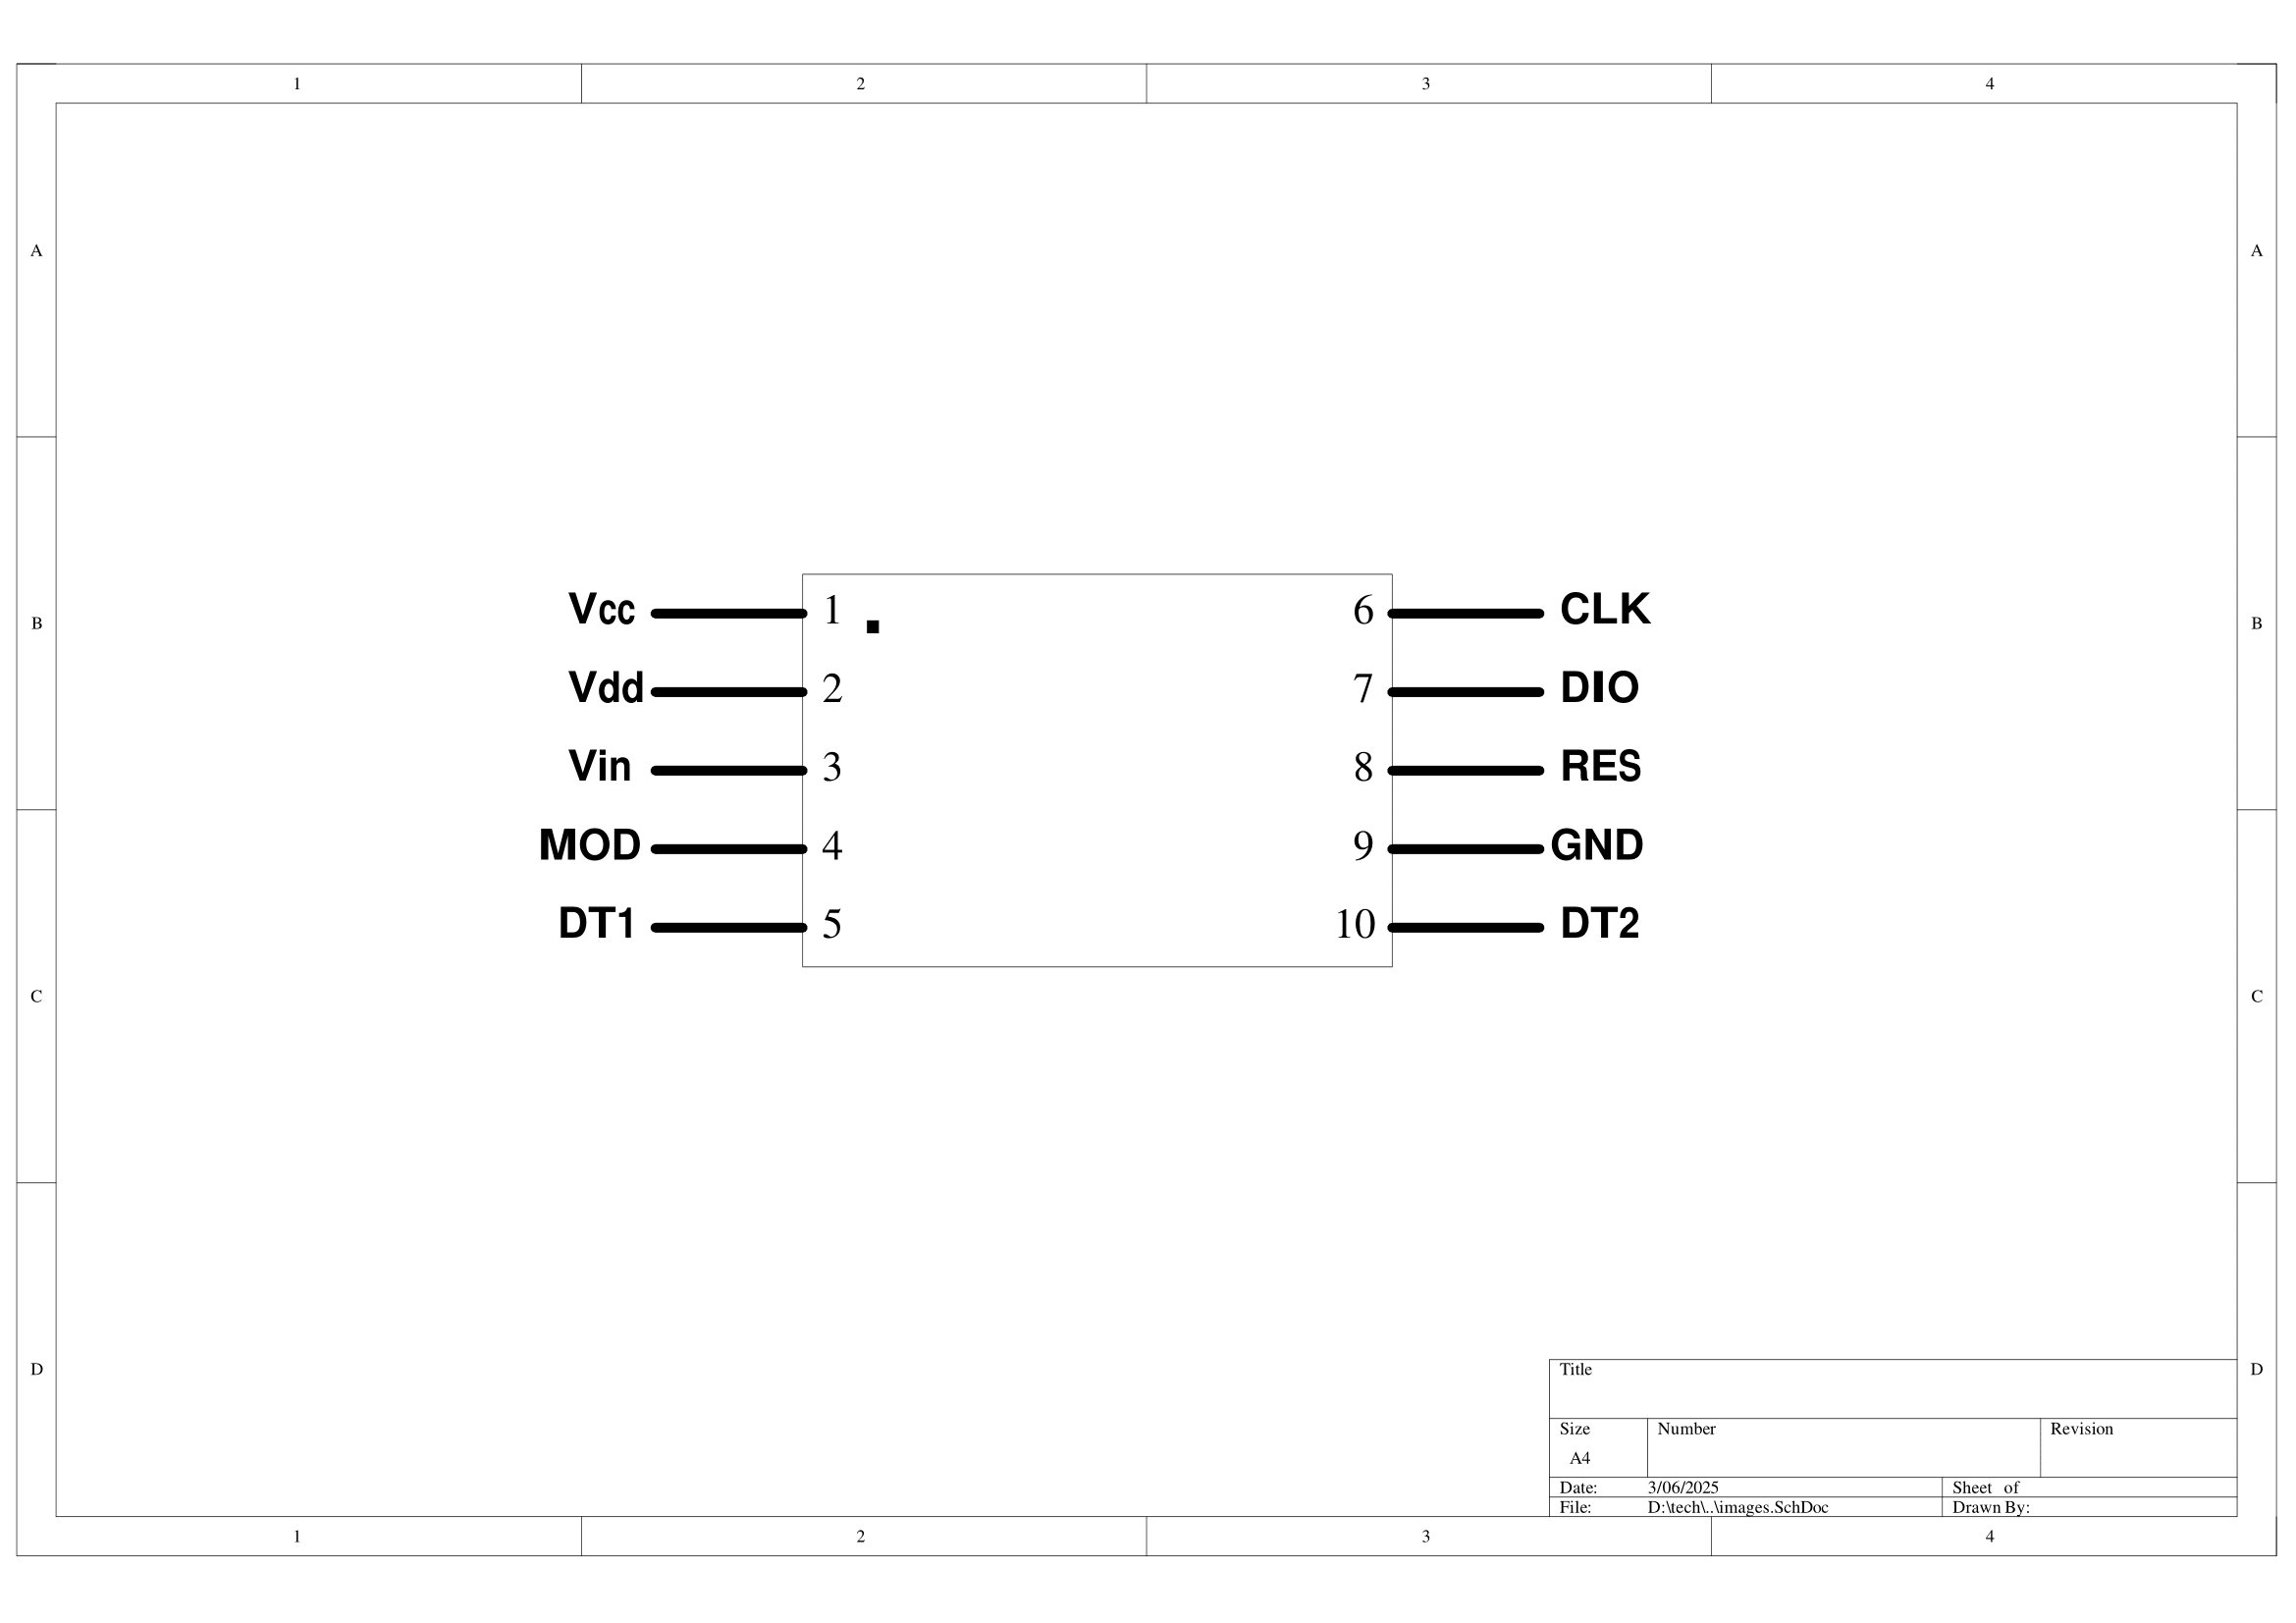 1 2 3 4
A A
Vcc 1 . 6 CLK
B B
Vdd 2 7 DIO
Vin 3 8 RES
MOD 4 9 GND
DT1 5 10 DT2
C C
D D
Title
Size Number Revision
A4
Date: 3/06/2025 Sheet of
File: D:\tech\..\images.SchDoc Drawn By:
1 2 3 4